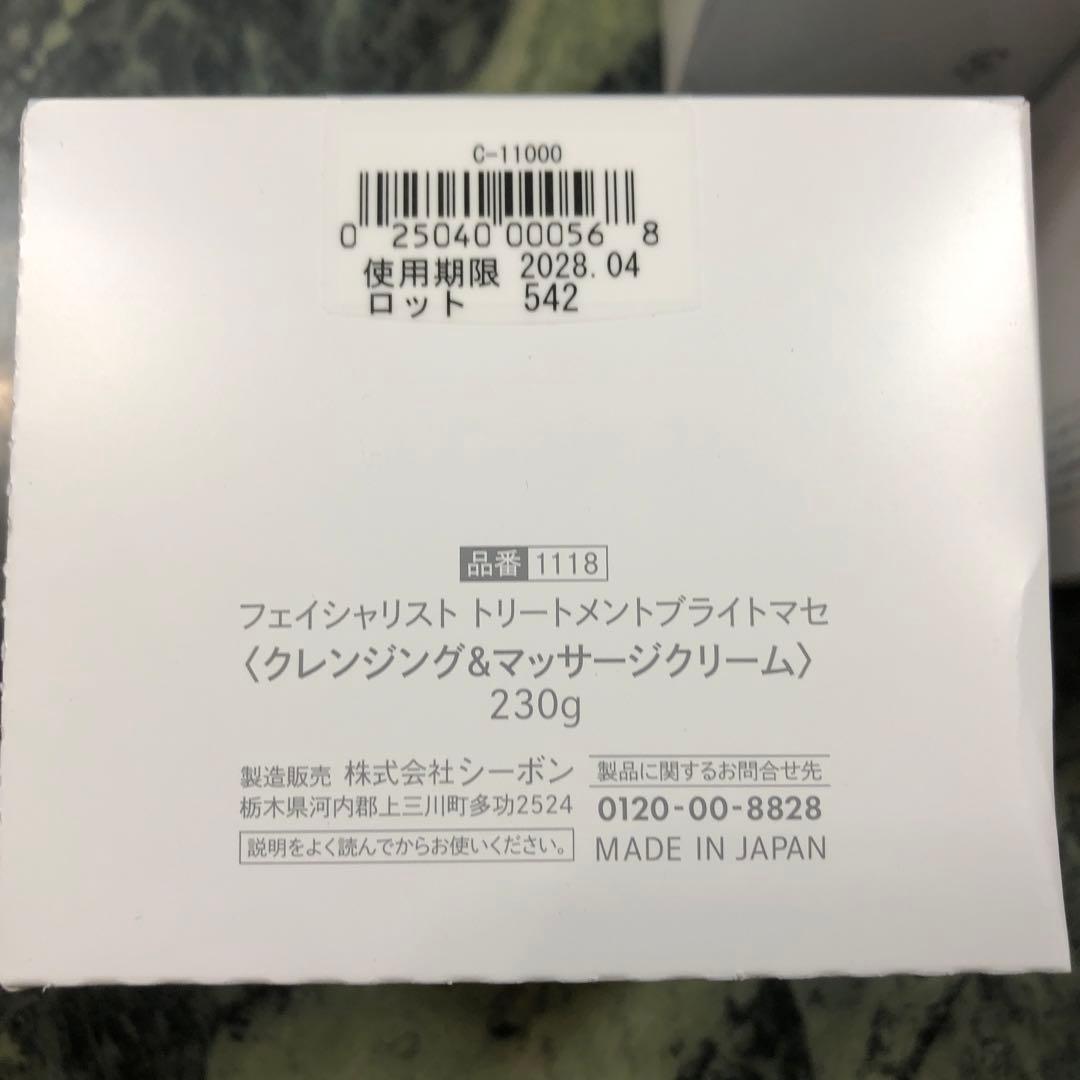 C-11000
0 25040 00056 8
使用期限 2028.04
ロット 542
品番 1118
フェイシャリスト トリートメントブライトマセ
〈クレンジング&マッサージクリーム〉
230g
製造販売 株式会社シーボン
栃木県河内郡上三川町多功2524
説明をよく読んでからお使いください。
製品に関するお問合せ先
0120-00-8828
MADE IN JAPAN